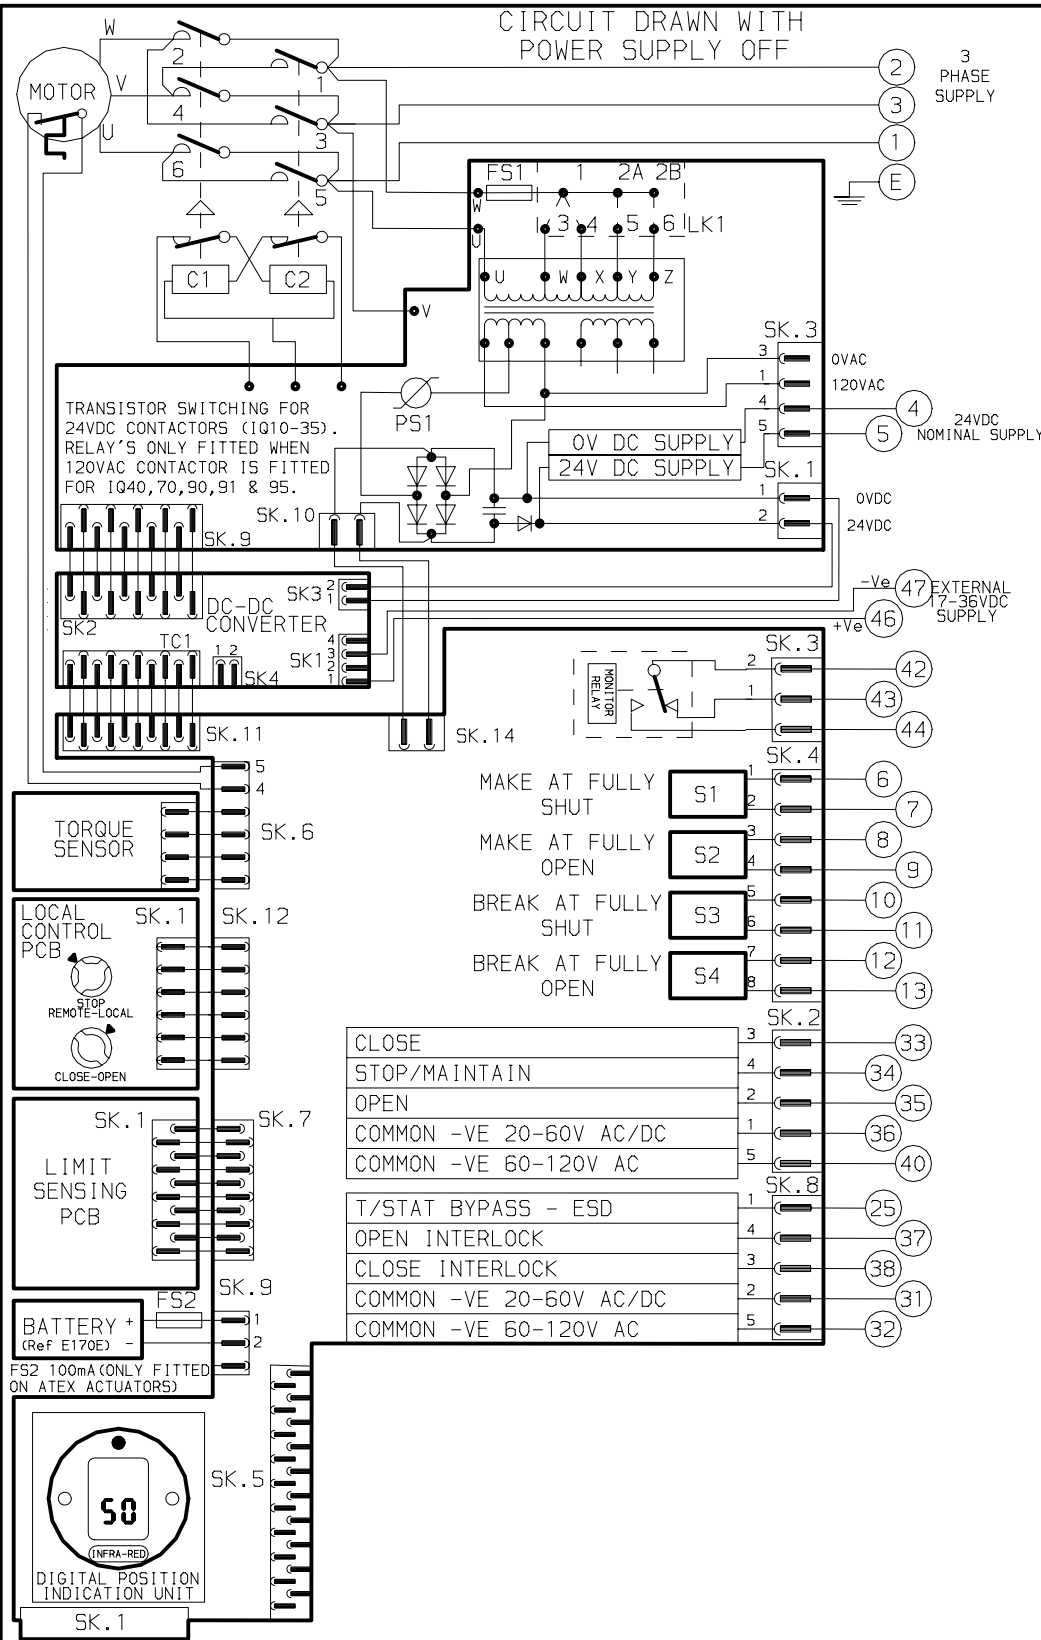 CIRCUIT DRAWN WITH
POWER SUPPLY OFF
W
2
1
2
3
PHASE
SUPPLY
MOTOR
V
4
3
3
U
6
5
1
E
FS1
1
2A
2B
W
U
3
4
5
6
LK1
C1
C2
U
W
X
Y
Z
V
SK.3
3
0VAC
1
120VAC
4
4
24VDC
NOMINAL SUPPLY
5
5
PS1
0V DC SUPPLY
24V DC SUPPLY
TRANSISTOR SWITCHING FOR
24VDC CONTACTORS (IQ10-35).
RELAY'S ONLY FITTED WHEN
120VAC CONTACTOR IS FITTED
FOR IQ40,70,90,91 & 95.
SK.1
1
0VDC
2
24VDC
SK.10
SK.9
SK2
DC-DC
CONVERTER
SK3
2
1
-Ve
47
EXTERNAL
17-36VDC
SUPPLY
+Ve
46
TC1
1 2
SK4
SK1
4
3
2
1
SK.11
SK.14
MONITOR
RELAY
SK.3
2
42
1
43
44
SK.4
MAKE AT FULLY
SHUT
S1
1
6
2
7
MAKE AT FULLY
OPEN
S2
3
8
4
9
BREAK AT FULLY
SHUT
S3
5
10
6
11
BREAK AT FULLY
OPEN
S4
7
12
8
13
5
4
SK.6
TORQUE
SENSOR
LOCAL
CONTROL
PCB
SK.1
SK.12
STOP
REMOTE-LOCAL
CLOSE-OPEN
SK.2
CLOSE
3
33
STOP/MAINTAIN
4
34
OPEN
2
35
COMMON -VE 20-60V AC/DC
1
36
COMMON -VE 60-120V AC
5
40
SK.1
SK.7
LIMIT
SENSING
PCB
SK.8
T/STAT BYPASS - ESD
1
25
OPEN INTERLOCK
4
37
CLOSE INTERLOCK
3
38
COMMON -VE 20-60V AC/DC
2
31
COMMON -VE 60-120V AC
5
32
SK.9
FS2
BATTERY
(Ref E170E)
+
-
1
2
FS2 100mA(ONLY FITTED
ON ATEX ACTUATORS)
SK.5
50
INFRA-RED
DIGITAL POSITION
INDICATION UNIT
SK.1